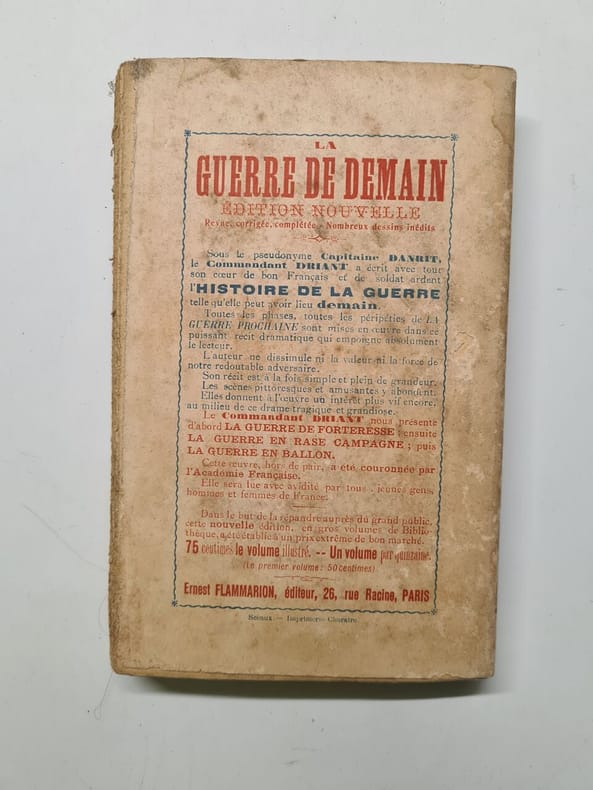 LA
GUERRE DE DEMAIN
ÉDITION NOUVELLE
Revue, corrigée, complétée - Nombreux dessins inédits
Sous le pseudonyme Capitaine DANRIT,
le Commandant DRIANT a écrit avec tout
son cœur de bon Français et de soldat ardent
l'HISTOIRE DE LA GUERRE
telle qu'elle peut avoir lieu demain.
Toutes les phases, toutes les péripéties de LA
GUERRE PROCHAINE sont mises en œuvre dans ce
puissant récit dramatique qui empoigne absolument
le lecteur.
L'auteur ne dissimule ni la valeur ni la force de
notre redoutable adversaire.
Son récit est à la fois simple et plein de grandeur.
Les scènes pittoresques et amusantes y abondent.
Elles donnent à l'œuvre un intérêt plus vif encore,
au milieu de ce drame tragique et grandiose.
Le Commandant DRIANT nous présente
d'abord LA GUERRE DE FORTERESSE ; ensuite
LA GUERRE EN RASE CAMPAGNE ; puis
LA GUERRE EN BALLON.
Cette œuvre, hors de pair, a été couronnée par
l'Académie Française.
Elle sera lue avec avidité par tous, jeunes gens,
hommes et femmes de France.
Dans le but de la répandre auprès du grand public,
cette nouvelle édition, en gros volumes de Biblio-
thèque, a été établie à un prix extrême de bon marché.
75 centimes le volume illustré. -- Un volume par quinzaine.
(Le premier volume : 50 centimes)
Ernest FLAMMARION, éditeur, 26, rue Racine, PARIS
Sceaux. — Imprimerie Charaire.